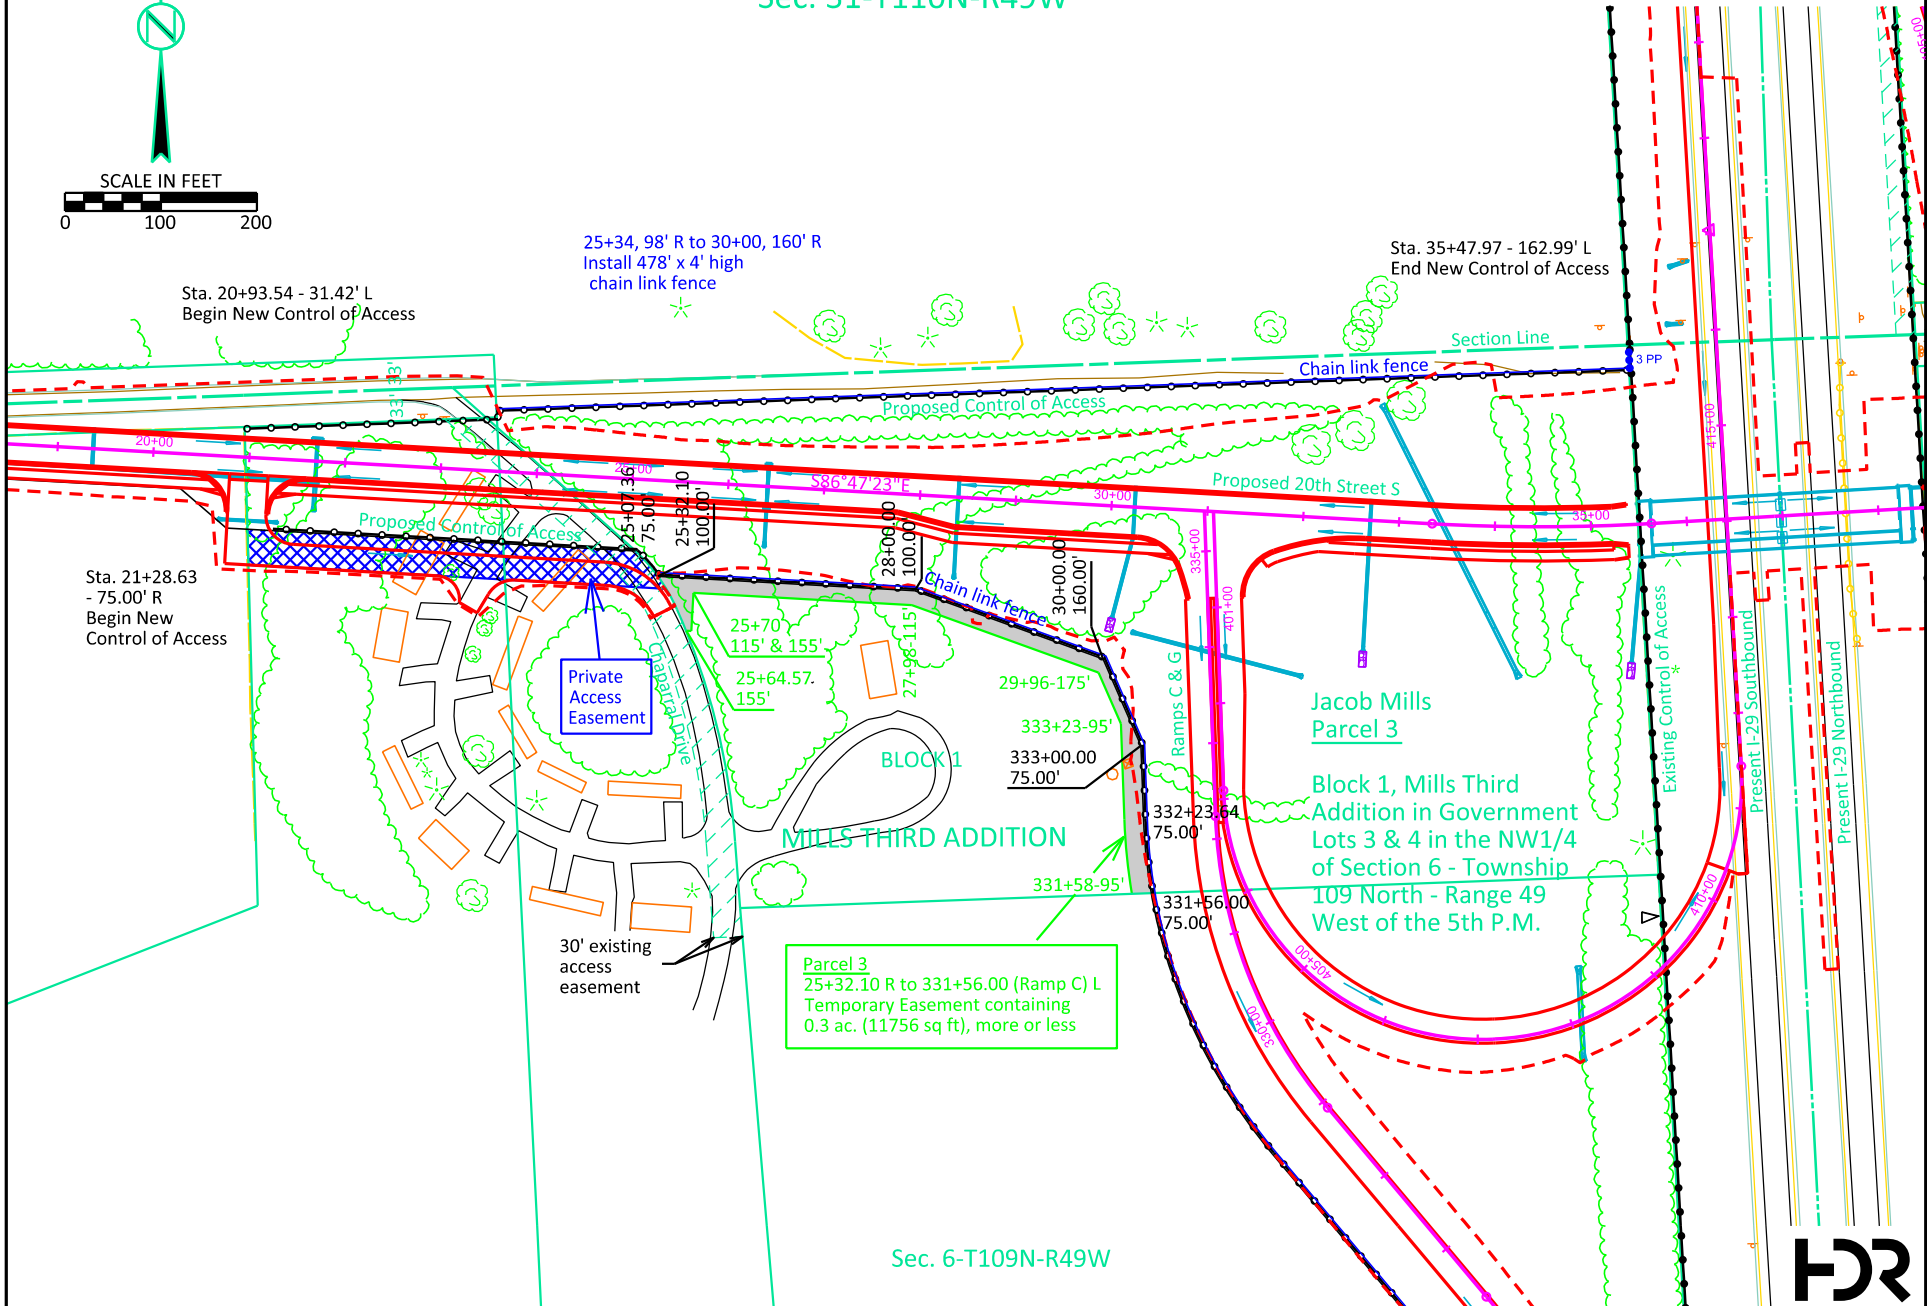 Sec. 31-T110N-R49W
N
SCALE IN FEET
0 100 200
25+34, 98' R to 30+00, 160' R
Install 478' x 4' high
chain link fence
Sta. 20+93.54 - 31.42' L
Begin New Control of Access
Sta. 35+47.97 - 162.99' L
End New Control of Access
Section Line
3 PP
Chain link fence
Proposed Control of Access
33'
33'
20+00
25+00
S86°47'23"E
30+00
Proposed 20th Street S
35+00
415+00
Proposed Control of Access
25+07.36
75.00'
25+32.10
100.00'
28+00.00
100.00'
Chain link fence
30+00.00
160.00'
335+00
401+00
Sta. 21+28.63
- 75.00' R
Begin New
Control of Access
Private
Access
Easement
Chaparral Drive
25+70
115' & 155'
25+64.57
155'
27+98-115'
29+96-175'
333+23-95'
333+00.00
75.00'
Ramps C & G
Jacob Mills
Parcel 3
Block 1, Mills Third
Addition in Government
Lots 3 & 4 in the NW1/4
of Section 6 - Township
109 North - Range 49
West of the 5th P.M.
Existing Control of Access
Present I-29 Southbound
Present I-29 Northbound
BLOCK 1
MILLS THIRD ADDITION
332+23.64
75.00'
331+58-95'
331+56.00
75.00'
410+00
405+00
330+00
30' existing
access
easement
Parcel 3
25+32.10 R to 331+56.00 (Ramp C) L
Temporary Easement containing
0.3 ac. (11756 sq ft), more or less
Sec. 6-T109N-R49W
HDR